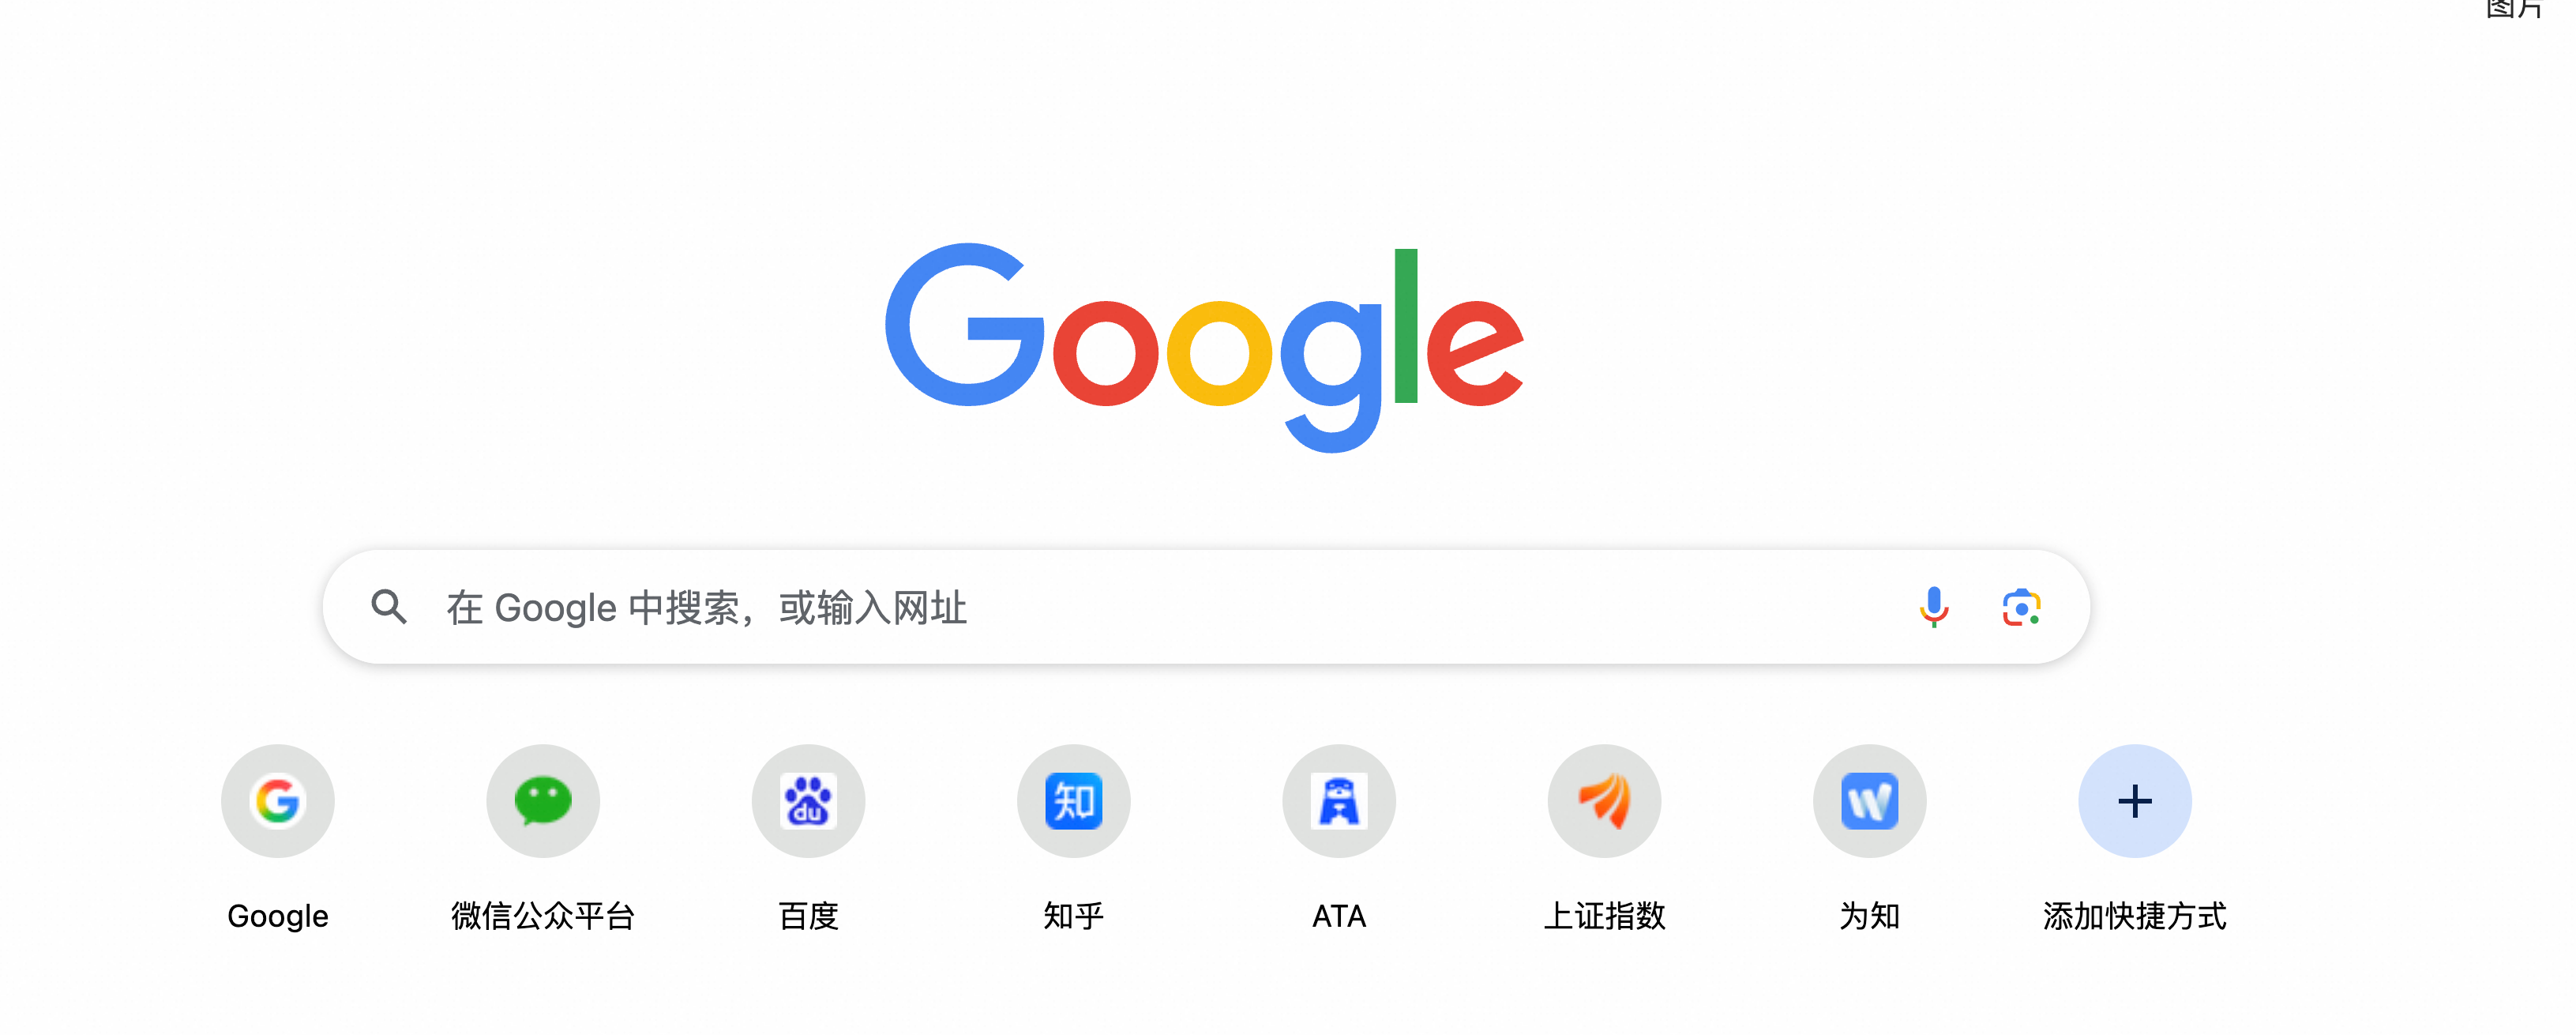 图片
Google
在 Google 中搜索，或输入网址
知
du
Google
微信公众平台
百度
知乎
ATA
上证指数
为知
添加快捷方式